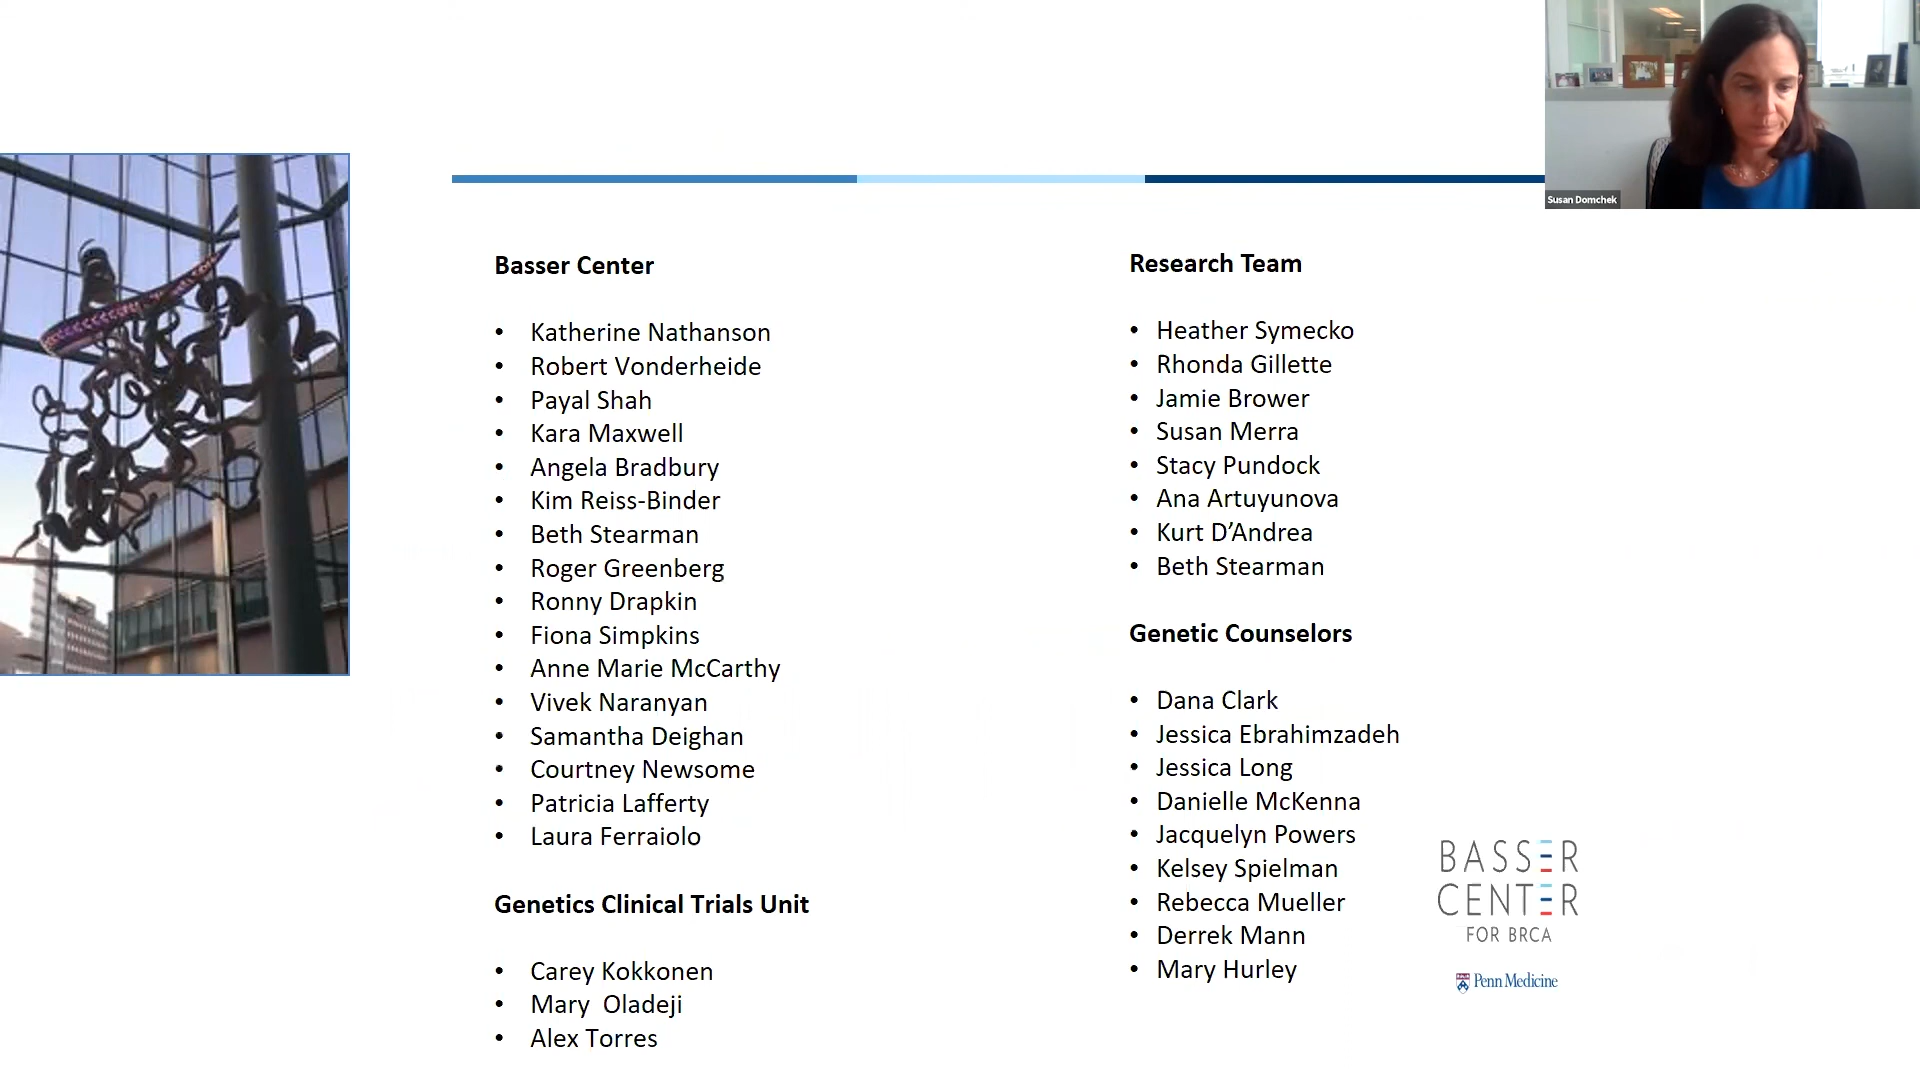 Susan Domchek
Basser Center
• Katherine Nathanson
• Robert Vonderheide
• Payal Shah
• Kara Maxwell
• Angela Bradbury
• Kim Reiss-Binder
• Beth Stearman
• Roger Greenberg
• Ronny Drapkin
• Fiona Simpkins
• Anne Marie McCarthy
• Vivek Naranyan
• Samantha Deighan
• Courtney Newsome
• Patricia Lafferty
• Laura Ferraiolo
Genetics Clinical Trials Unit
• Carey Kokkonen
• Mary  Oladeji
• Alex Torres
Research Team
• Heather Symecko
• Rhonda Gillette
• Jamie Brower
• Susan Merra
• Stacy Pundock
• Ana Artuyunova
• Kurt D’Andrea
• Beth Stearman
Genetic Counselors
• Dana Clark
• Jessica Ebrahimzadeh
• Jessica Long
• Danielle McKenna
• Jacquelyn Powers
• Kelsey Spielman
• Rebecca Mueller
• Derrek Mann
• Mary Hurley
BASSER
CENTER
FOR BRCA
Penn Medicine